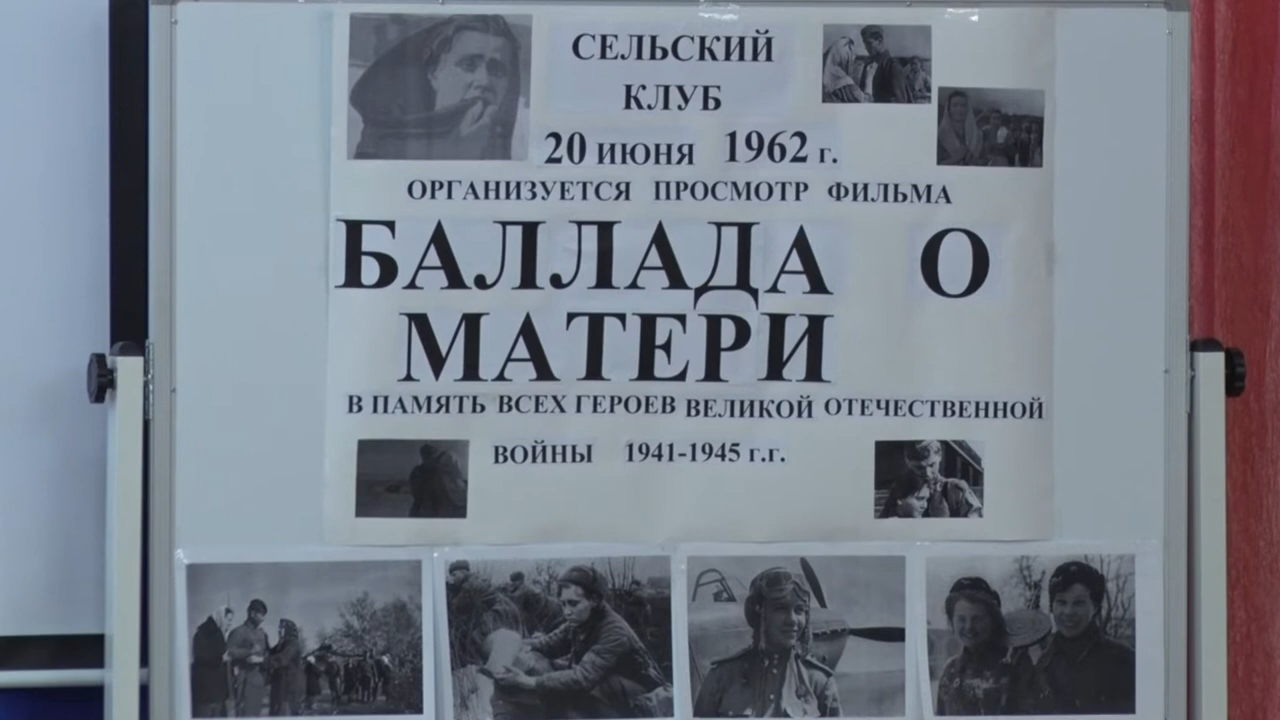 СЕЛЬСКИЙ
КЛУБ
20 ИЮНЯ 1962 г.
ОРГАНИЗУЕТСЯ ПРОСМОТР ФИЛЬМА
БАЛЛАДА О
МАТЕРИ
В ПАМЯТЬ ВСЕХ ГЕРОЕВ ВЕЛИКОЙ ОТЕЧЕСТВЕННОЙ
ВОЙНЫ 1941-1945 г.г.